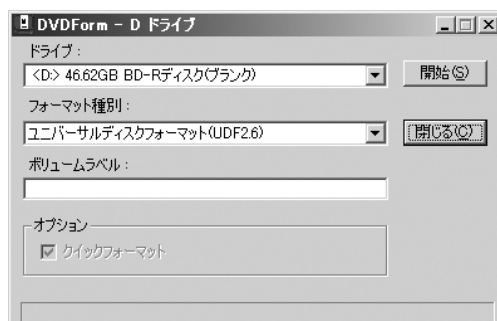 DVDForm - D ドライブ
ドライブ：
<D:> 46.62GB BD-Rディスク(ブランク)
開始(S)
フォーマット種別：
ユニバーサルディスクフォーマット(UDF2.6)
閉じる(C)
ボリュームラベル：
オプション
クイックフォーマット